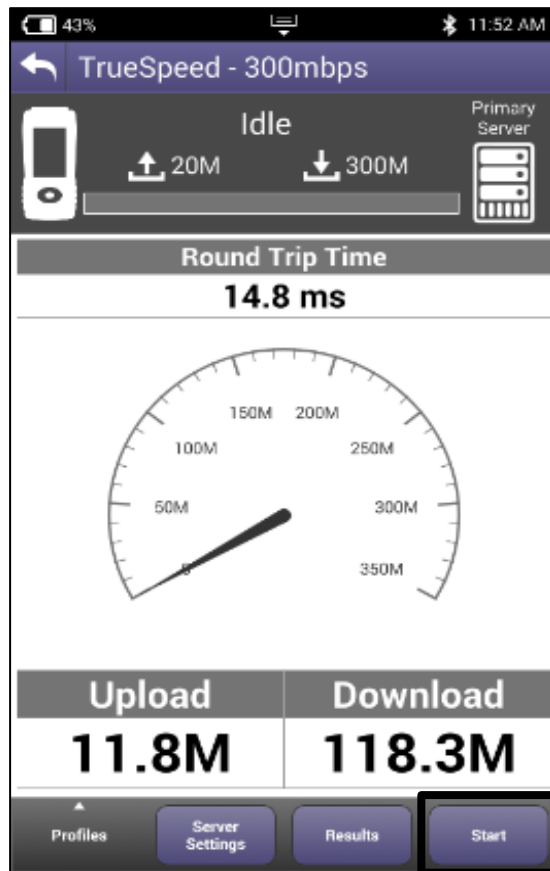 43% 11:52 AM
TrueSpeed - 300mbps
Idle
Primary
Server
20M 300M
Round Trip Time
14.8 ms
150M 200M
100M 250M
50M 300M
0 350M
Upload Download
11.8M 118.3M
Profiles Server Settings Results Start